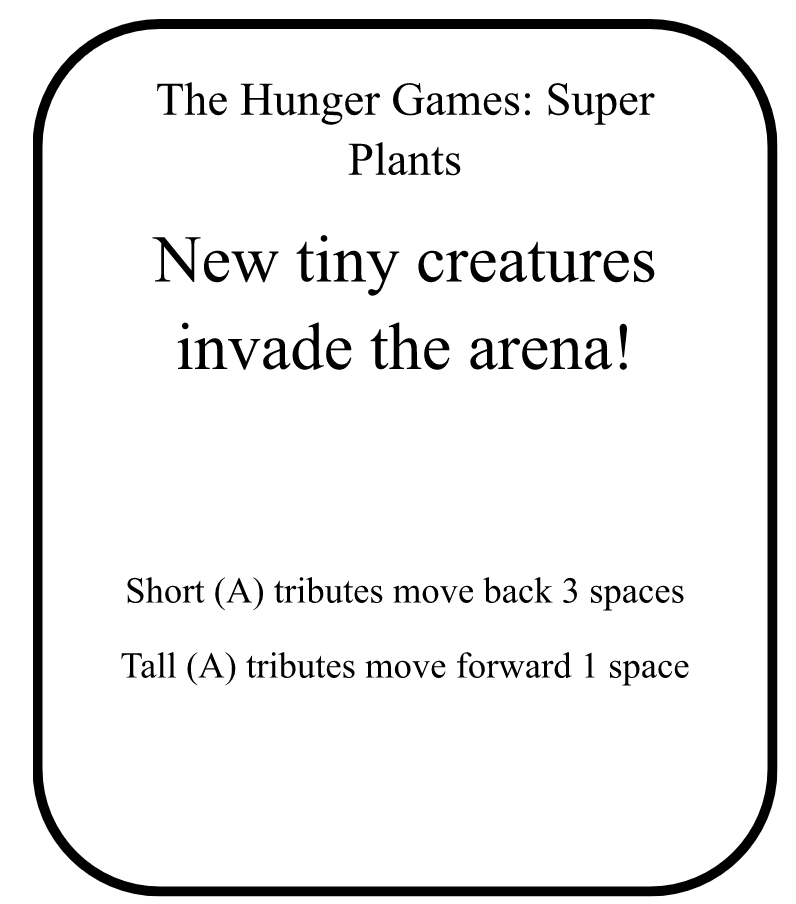 The Hunger Games: Super
Plants
New tiny creatures
invade the arena!
Short (A) tributes move back 3 spaces
Tall (A) tributes move forward 1 space